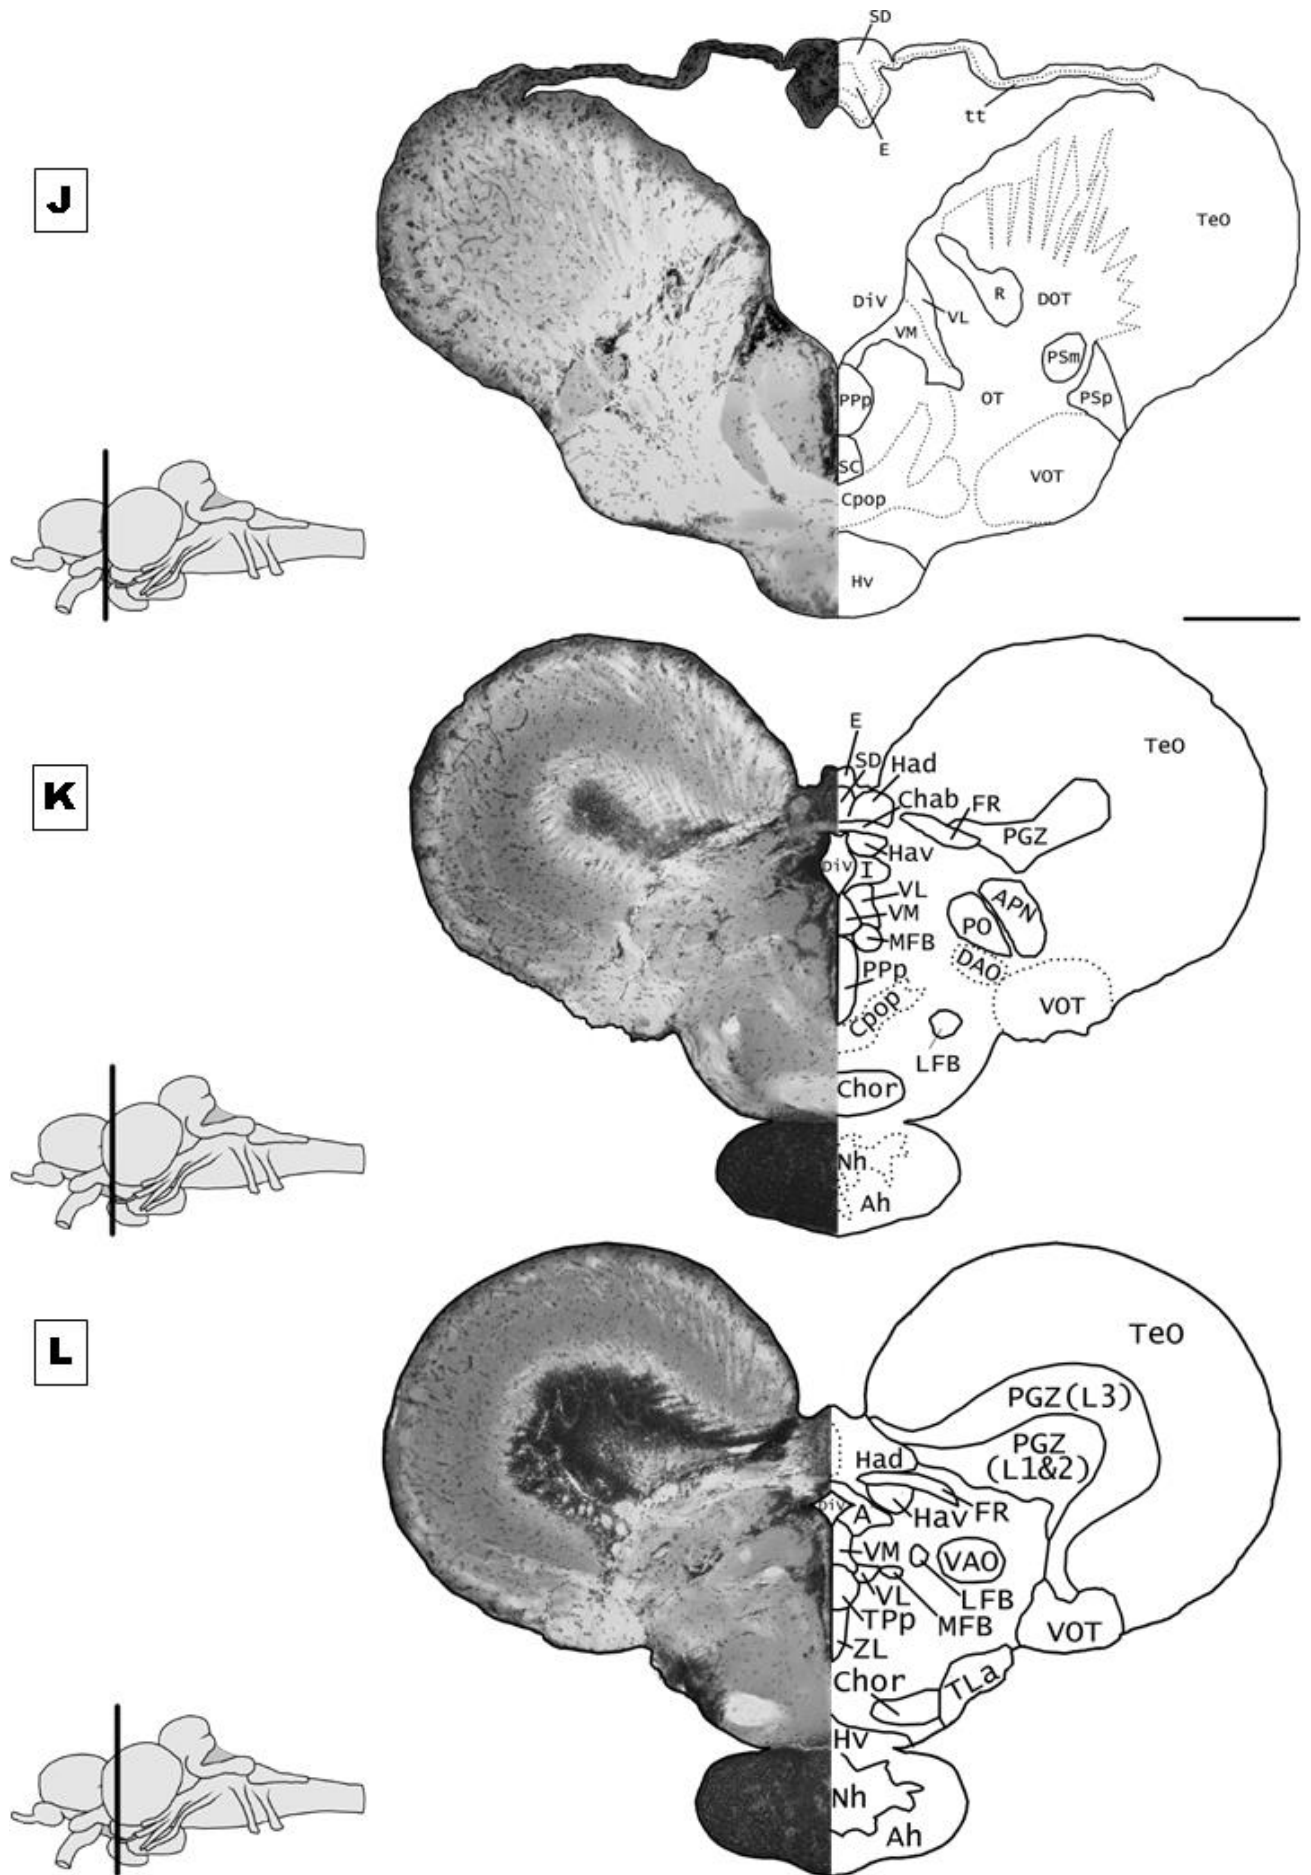 J
SD
E
tt
TeO
DiV
VM
VL
R
DOT
PSm
PSp
PPp
OT
SC
VOT
Cpop
Hv
K
E
SD
Had
Chab
FR
TeO
PGZ
Hav
DiV
I
VL
VM
MFB
APN
PO
DAO
PPp
Cpop
VOT
LFB
Chor
Nh
Ah
L
TeO
PGZ(L3)
PGZ
(L1&2)
Had
DiV
A
Hav
FR
VM
VAO
VL
LFB
TPp
MFB
VOT
ZL
Chor
TLa
Hv
Nh
Ah